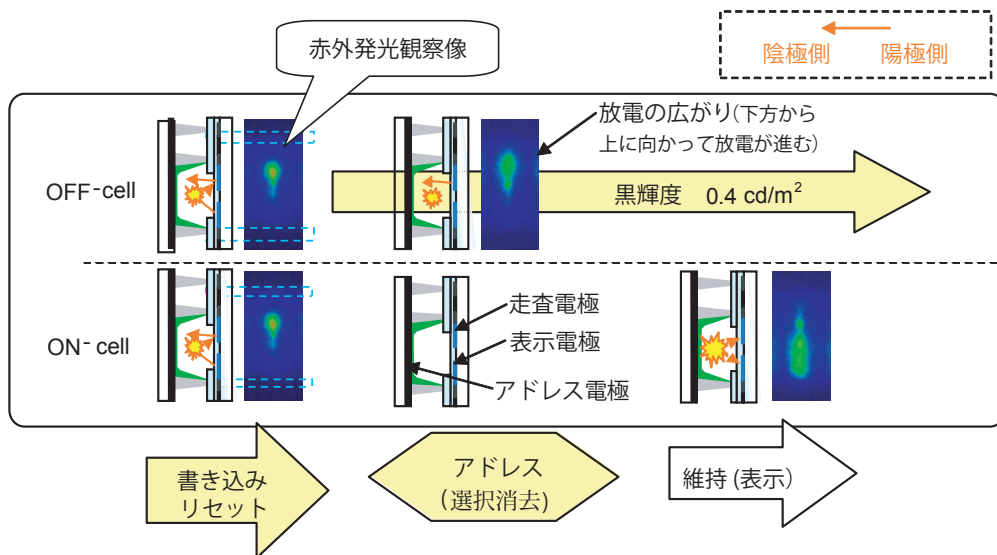 赤外発光観察像
陰極側　陽極側
放電の広がり(下方から
上に向かって放電が進む)
OFF-cell
黒輝度　0.4 cd/m²
ON- cell
走査電極
表示電極
アドレス電極
書き込み
リセット
アドレス
(選択消去)
維持 (表示)